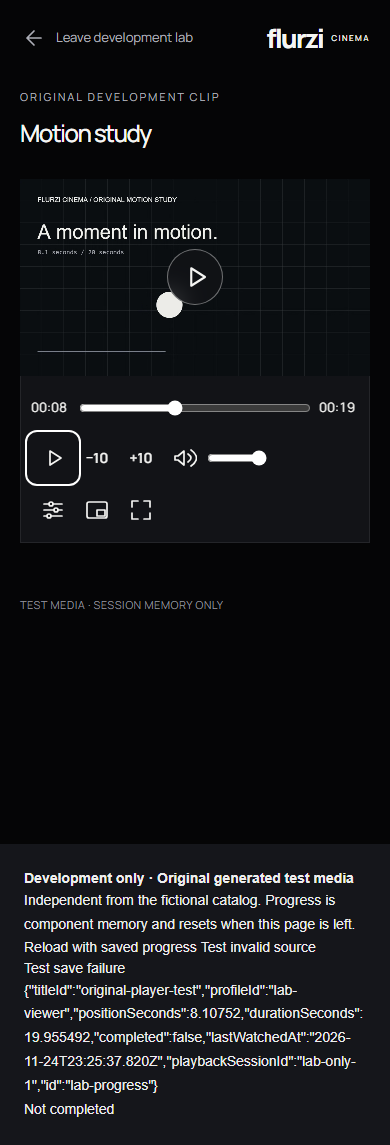 Leave development lab
flurzi CINEMA
ORIGINAL DEVELOPMENT CLIP
Motion study
FLURZI CINEMA / ORIGINAL MOTION STUDY
A moment in motion.
8.1 seconds / 20 seconds
00:08
00:19
−10 +10
TEST MEDIA · SESSION MEMORY ONLY
Development only · Original generated test media
Independent from the fictional catalog. Progress is
component memory and resets when this page is left.
Reload with saved progress Test invalid source
Test save failure
{"titleId":"original-player-test","profileId":"lab-
viewer","positionSeconds":8.10752,"durationSeconds":
19.955492,"completed":false,"lastWatchedAt":"2026-
11-24T23:25:37.820Z","playbackSessionId":"lab-only-
1","id":"lab-progress"}
Not completed